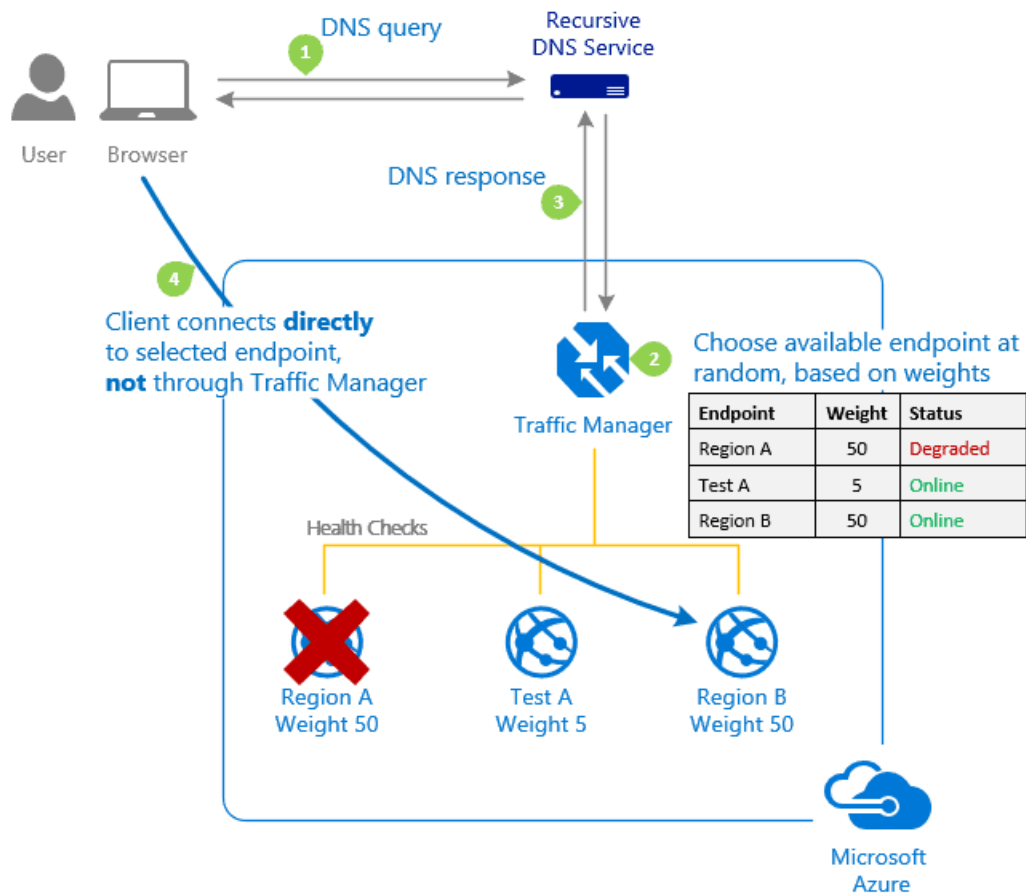 DNS query
1
Recursive
DNS Service
User
Browser
DNS response
3
4
Client connects directly
to selected endpoint,
not through Traffic Manager
2
Choose available endpoint at
random, based on weights
Traffic Manager
Endpoint Weight Status
Region A 50 Degraded
Test A 5 Online
Region B 50 Online
Health Checks
Region A
Weight 50
Test A
Weight 5
Region B
Weight 50
Microsoft
Azure